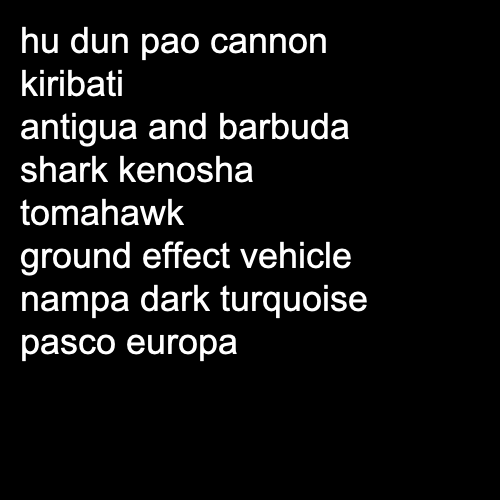 hu dun pao cannon
kiribati
antigua and barbuda
shark kenosha
tomahawk
ground effect vehicle
nampa dark turquoise
pasco europa